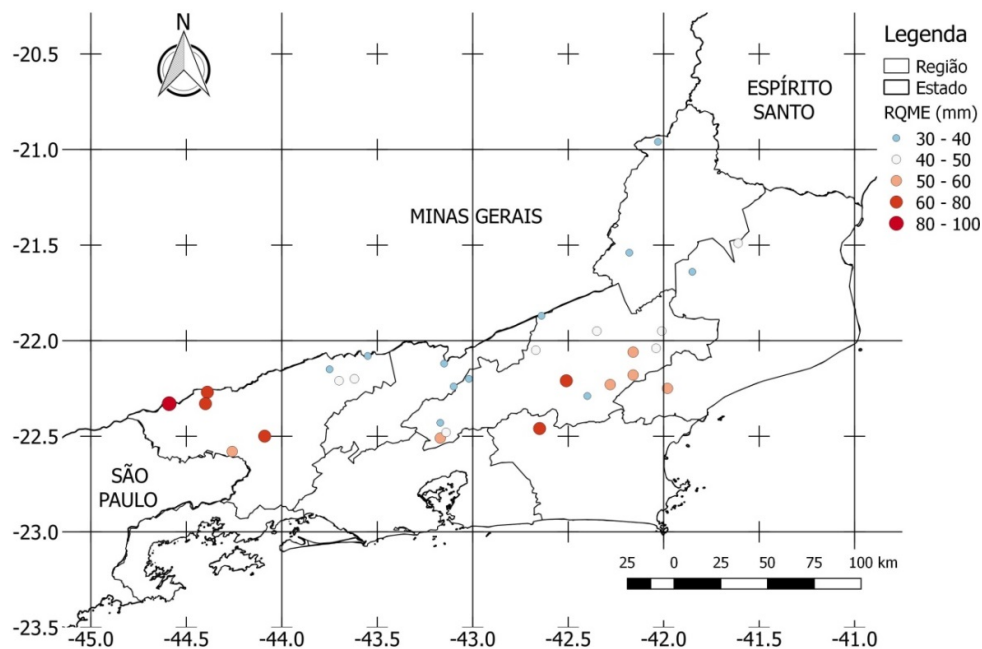 N
Legenda
Região
Estado
RQME (mm)
30 - 40
40 - 50
50 - 60
60 - 80
80 - 100
ESPÍRITO
SANTO
MINAS GERAIS
SÃO
PAULO
-20.5
-21.0
-21.5
-22.0
-22.5
-23.0
-23.5
25 0 25 50 75 100 km
-45.0 -44.5 -44.0 -43.5 -43.0 -42.5 -42.0 -41.5 -41.0